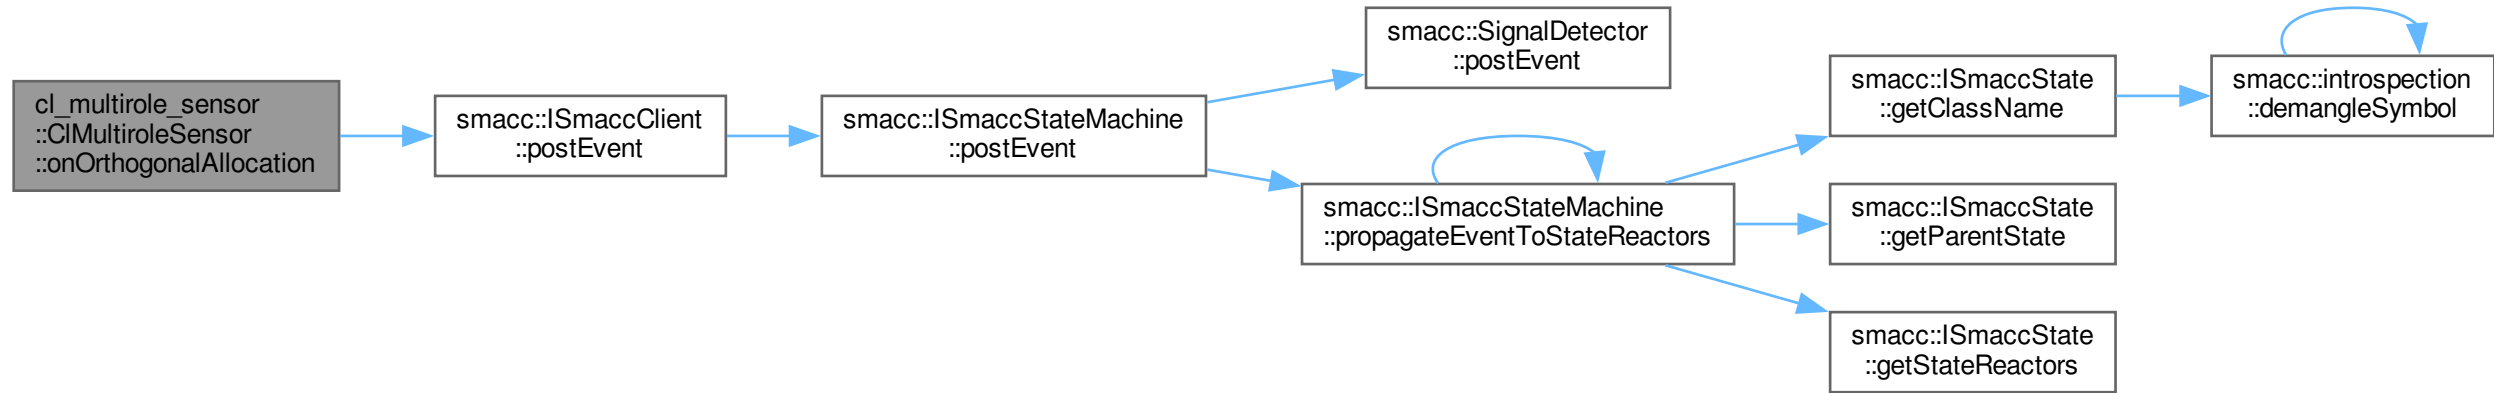 cl_multirole_sensor
::ClMultiroleSensor
::onOrthogonalAllocation
smacc::ISmaccClient
::postEvent
smacc::ISmaccStateMachine
::postEvent
smacc::SignalDetector
::postEvent
smacc::ISmaccStateMachine
::propagateEventToStateReactors
smacc::ISmaccState
::getClassName
smacc::introspection
::demangleSymbol
smacc::ISmaccState
::getParentState
smacc::ISmaccState
::getStateReactors